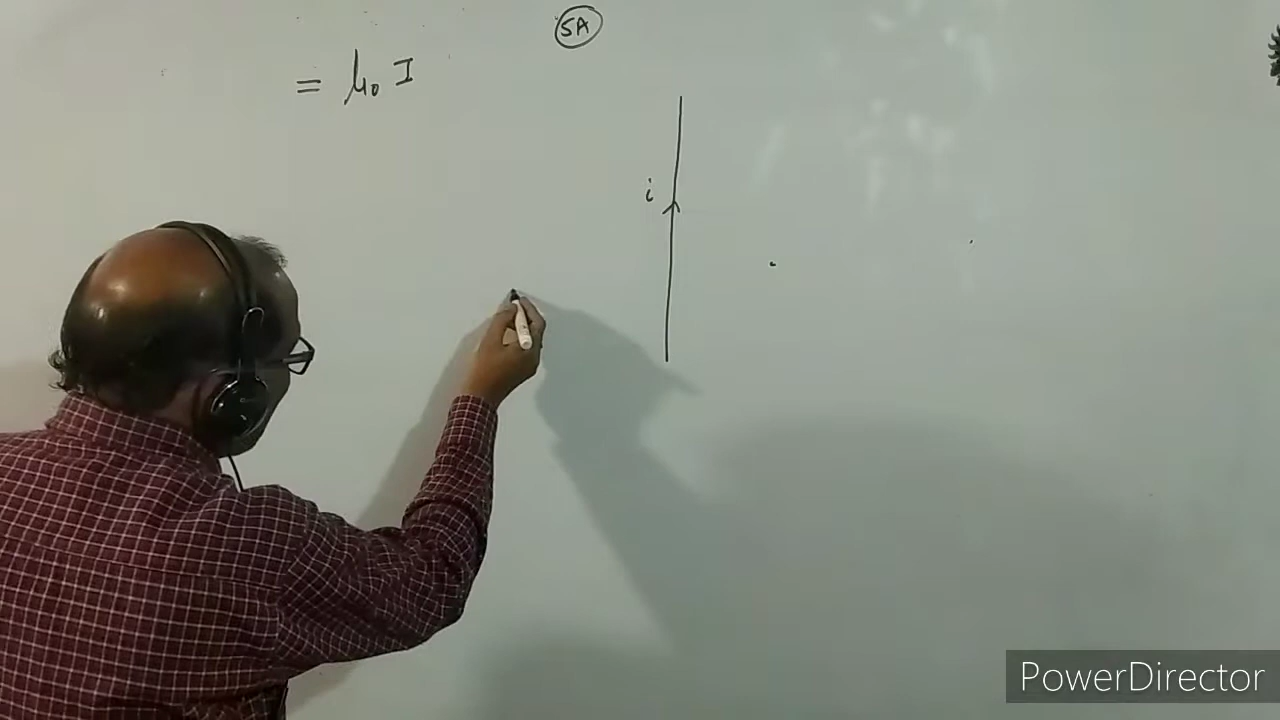 5A
= μ₀ I
i
PowerDirector